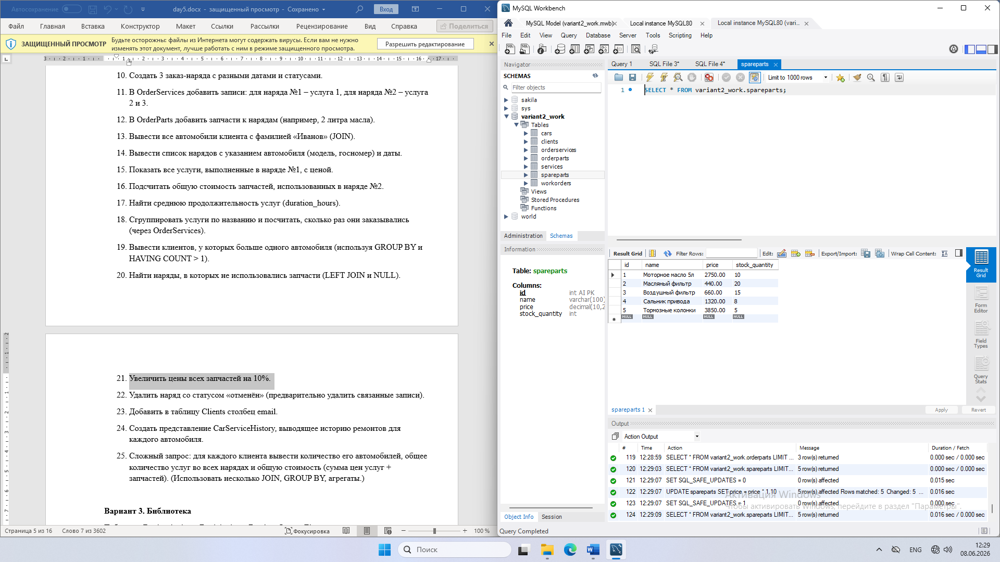 Автосохранение
day5.docx - защищенный просмотр - Сохранено
Вход
Файл Главная Вставка Конструктор Макет Ссылки Рассылки Рецензирование Вид Справка Поделиться
ЗАЩИЩЕННЫЙ ПРОСМОТР Будьте осторожны: файлы из Интернета могут содержать вирусы. Если вам не нужно
изменять этот документ, лучше работать с ним в режиме защищенного просмотра.
Разрешить редактирование
10. Создать 3 заказ-наряда с разными датами и статусами.
11. В OrderServices добавить записи: для наряда №1 – услуга 1, для наряда №2 – услуга
2 и 3.
12. В OrderParts добавить запчасти к нарядам (например, 2 литра масла).
13. Вывести все автомобили клиента с фамилией «Иванов» (JOIN).
14. Вывести список нарядов с указанием автомобиля (модель, госномер) и даты.
15. Показать все услуги, выполненные в наряде №1, с ценой.
16. Подсчитать общую стоимость запчастей, использованных в наряде №2.
17. Найти среднюю продолжительность услуг (duration_hours).
18. Сгруппировать услуги по названию и посчитать, сколько раз они заказывались
(через OrderServices).
19. Вывести клиентов, у которых больше одного автомобиля (используя GROUP BY и
HAVING COUNT > 1).
20. Найти наряды, в которых не использовались запчасти (LEFT JOIN и NULL).
21. Увеличить цены всех запчастей на 10%.
22. Удалить наряд со статусом «отменён» (предварительно удалить связанные записи).
23. Добавить в таблицу Clients столбец email.
24. Создать представление CarServiceHistory, выводящее историю ремонтов для
каждого автомобиля.
25. Сложный запрос: для каждого клиента вывести количество его автомобилей, общее
количество услуг во всех нарядах и общую стоимость (сумма цен услуг +
запчастей). (Использовать несколько JOIN, GROUP BY, агрегаты.)
Вариант 3. Библиотека
Страница 5 из 16 Слово 7 из 3602 Фокусировка 100 %
MySQL Workbench
MySQL Model (variant2_work.mwb) Local instance MySQL80 Local instance MySQL80 (vari...
File Edit View Query Database Server Tools Scripting Help
Navigator
SCHEMAS
Filter objects
sakila
sys
variant2_work
Tables
cars
clients
orderservices
orderparts
services
spareparts
workorders
Views
Stored Procedures
Functions
world
Administration Schemas
Information
Table: spareparts
Columns:
id int AI PK
name varchar(100)
price decimal(10,2
stock_quantity int
Object Info Session
Query Completed
Query 1 SQL File 3* SQL File 4* spareparts
Limit to 1000 rows
1 SELECT * FROM variant2_work.spareparts;
Result Grid Filter Rows: Edit: Export/Import: Wrap Cell Content:
id name price stock_quantity
1 Моторное масло 5л 2750.00 10
2 Масляный фильтр 440.00 20
3 Воздушный фильтр 660.00 15
4 Сальник привода 1320.00 8
5 Тормозные колонки 3850.00 5
NULL NULL NULL NULL
Result
Grid
Form
Editor
Field
Types
Query
Stats
spareparts 1
Apply Revert
Output
Action Output
# Time Action Message Duration / Fetch
119 12:28:59 SELECT * FROM variant2_work.orderparts LIMIT ... 3 row(s) returned 0.000 sec / 0.000 sec
120 12:29:03 SELECT * FROM variant2_work.spareparts LIMIT... 5 row(s) returned 0.000 sec / 0.000 sec
121 12:29:07 SET SQL_SAFE_UPDATES = 0 0 row(s) affected 0.015 sec
122 12:29:07 UPDATE spareparts SET price = price * 1.10 5 row(s) affected Rows matched: 5 Changed: 5 ... 0.016 sec
123 12:29:07 SET SQL_SAFE_UPDATES = 1 0 row(s) affected 0.000 sec
124 12:29:09 SELECT * FROM variant2_work.spareparts LIMIT... 5 row(s) returned 0.016 sec / 0.000 sec
Активация Windows
Чтобы активировать Windows, перейдите в раздел "Параметры".
Поиск
ENG
12:29
08.06.2026